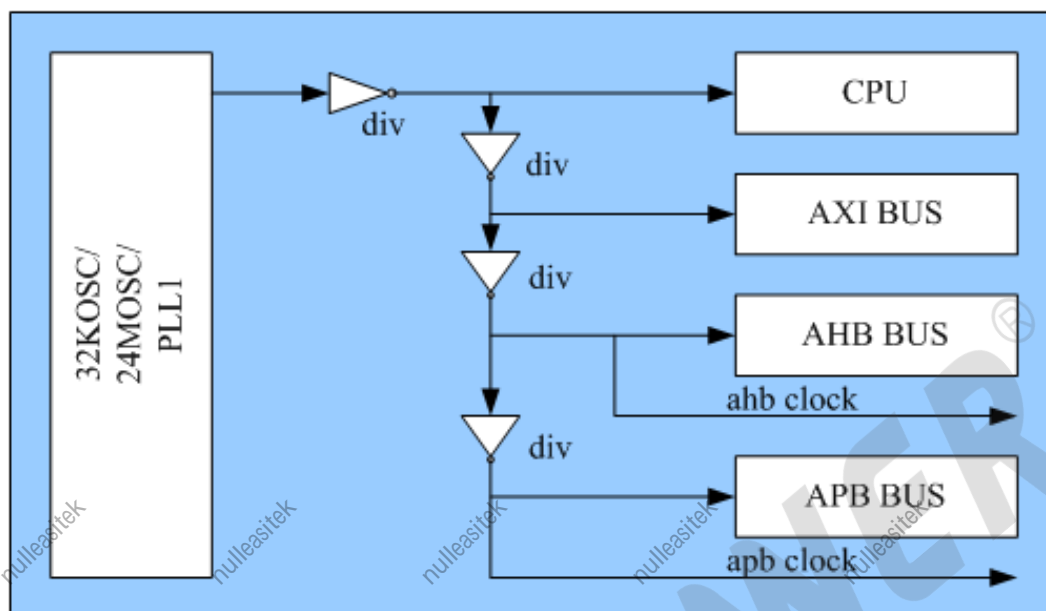 32KOSC/
24MOSC/
PLL1
div
CPU
div
AXI BUS
div
AHB BUS
ahb clock
div
APB BUS
apb clock
nulleasitek
nulleasitek
nulleasitek
nulleasitek
nulleasitek
®